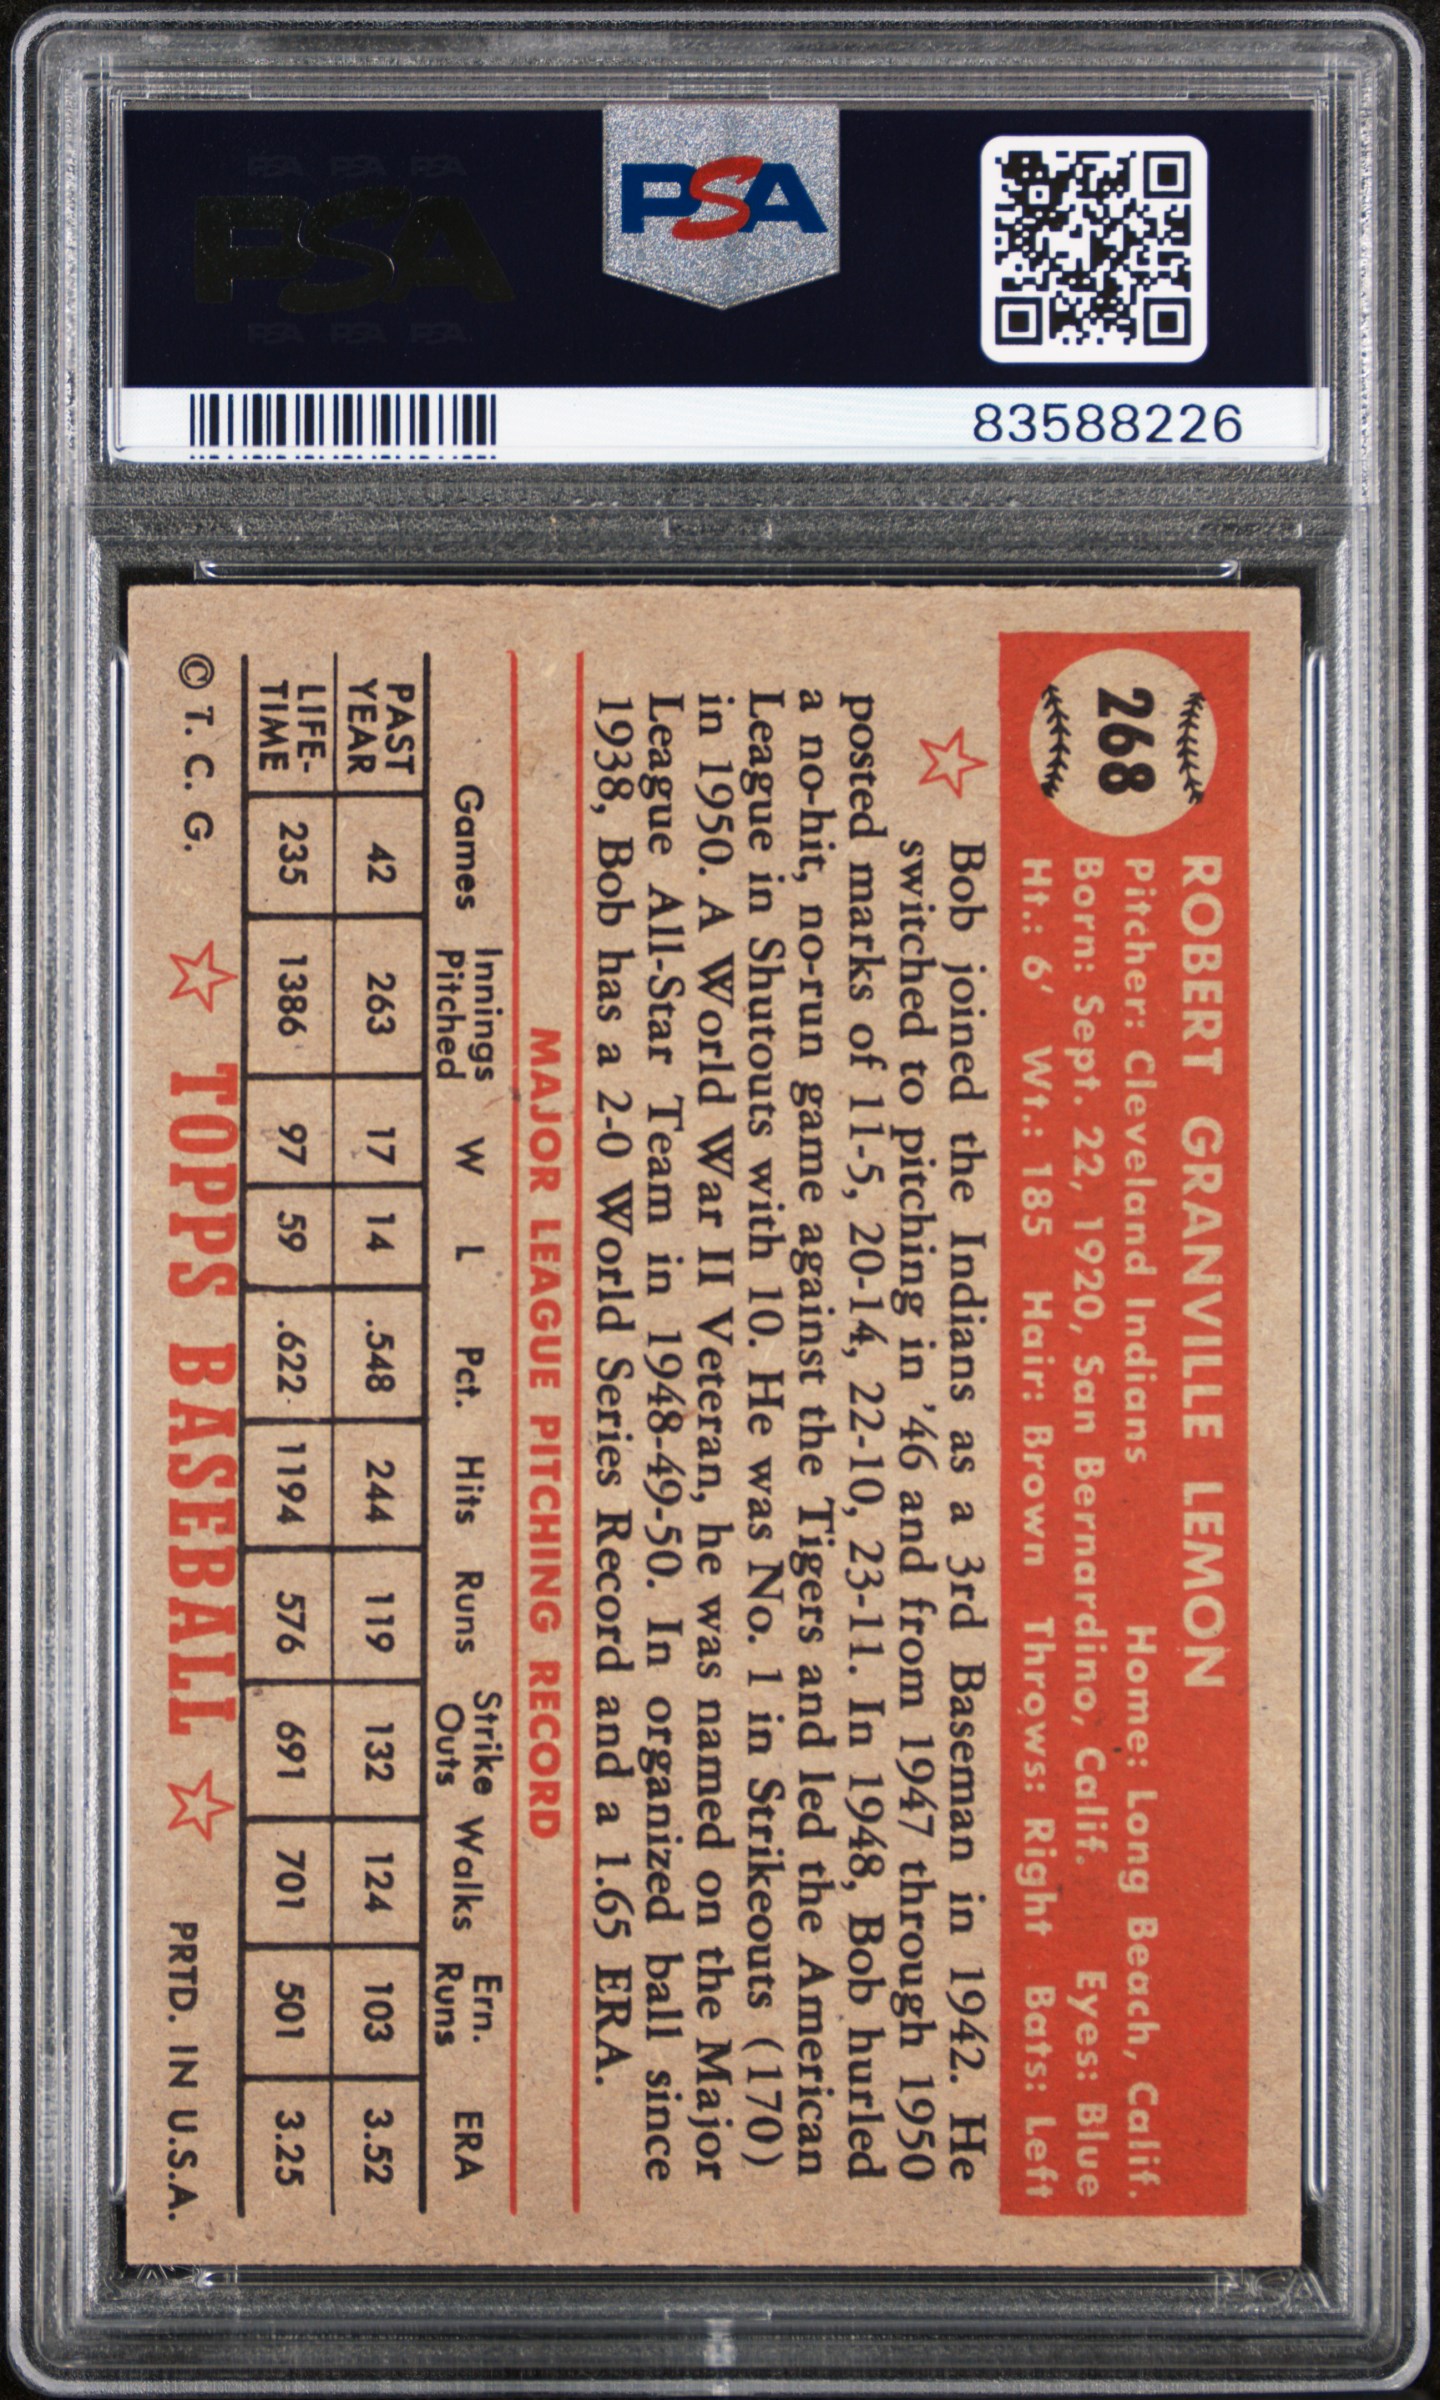 PSA PSA PSA
PSA
PSA PSA PSA
PSA
83588226
268
ROBERT GRANVILLE LEMON
Pitcher: Cleveland Indians Home: Long Beach, Calif.
Born: Sept. 22, 1920, San Bernardino, Calif. Eyes: Blue
Ht.: 6' Wt.: 185 Hair: Brown Throws: Right Bats: Left
Bob joined the Indians as a 3rd Baseman in 1942. He
switched to pitching in '46 and from 1947 through 1950
posted marks of 11-5, 20-14, 22-10, 23-11. In 1948, Bob hurled
a no-hit, no-run game against the Tigers and led the American
League in Shutouts with 10. He was No. 1 in Strikeouts (170)
in 1950. A World War II Veteran, he was named on the Major
League All-Star Team in 1948-49-50. In organized ball since
1938, Bob has a 2-0 World Series Record and a 1.65 ERA.
MAJOR LEAGUE PITCHING RECORD
Games Innings Pitched W L Pct. Hits Runs Strike Outs Walks Ern. Runs ERA
PAST YEAR 42 263 17 14 .548 244 119 132 124 103 3.52
LIFE-TIME 235 1386 97 59 .622 1194 576 691 701 501 3.25
© T. C. G. TOPPS BASEBALL PRTD. IN U.S.A.
PSA